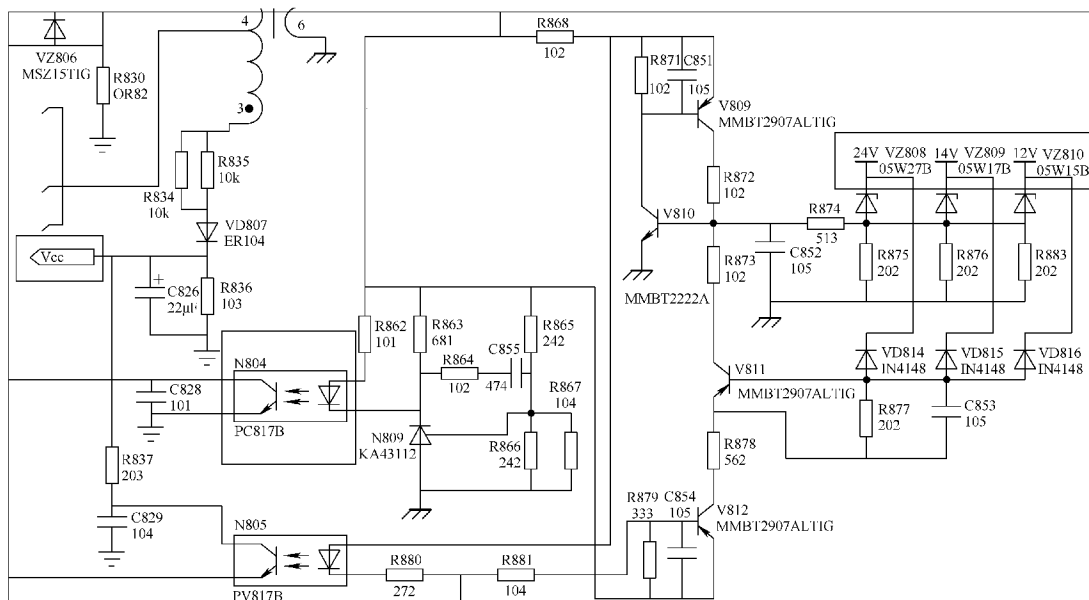 4
6
R868
102
VZ806
MSZ15TIG
R830
OR82
3
R871
102
C851
105
V809
MMBT2907ALTIG
R835
10k
R834
10k
VD807
ER104
R872
102
24V
VZ808
05W27B
14V
VZ809
05W17B
12V
VZ810
05W15B
V810
R874
513
Vcc
C826
22μF
R836
103
R873
102
C852
105
R875
202
R876
202
R883
202
MMBT2222A
R862
101
R863
681
R865
242
R864
102
C855
474
N804
C828
101
PC817B
R867
104
N809
KA43112
R866
242
V811
MMBT2907ALTIG
VD814
IN4148
VD815
IN4148
VD816
IN4148
R877
202
C853
105
R837
203
R878
562
C829
104
N805
R879
333
C854
105
V812
MMBT2907ALTIG
R880
272
R881
104
PV817B